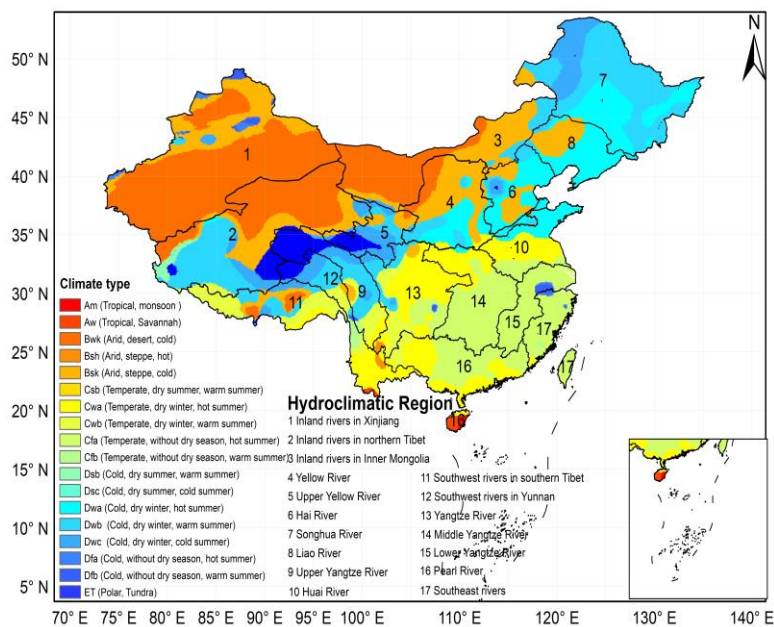 N
50° N
45° N
40° N
35° N
30° N
25° N
20° N
15° N
10° N
5° N
7
3
8
1
4
6
2
5
10
12
9
11
13
14
15
17
16
17
Climate type
Am (Tropical, monsoon )
Aw (Tropical, Savannah)
Bwk (Arid, desert, cold)
Bsh (Arid, steppe, hot)
Bsk (Arid, steppe, cold)
Csb (Temperate, dry summer, warm summer)
Cwa (Temperate, dry winter, hot summer)
Cwb (Temperate, dry winter, warm summer)
Cfa (Temperate, without dry season, hot summer)
Cfb (Temperate, without dry season, warm summer)
Dsb (Cold, dry summer, warm summer)
Dsc (Cold, dry summer, cold summer)
Dwa (Cold, dry winter, hot summer)
Dwb (Cold, dry winter, warm summer)
Dwc (Cold, dry winter, cold summer)
Dfa (Cold, without dry season, hot summer)
Dfb (Cold, without dry season, warm summer)
ET (Polar, Tundra)
Hydroclimatic Region
1 Inland rivers in Xinjiang
2 Inland rivers in northern Tibet
3 Inland rivers in Inner Mongolia
4 Yellow River
5 Upper Yellow River
6 Hai River
7 Songhua River
8 Liao River
9 Upper Yangtze River
10 Huai River
11 Southwest rivers in southern Tibet
12 Southwest rivers in Yunnan
13 Yangtze River
14 Middle Yangtze River
15 Lower Yangtze River
16 Pearl River
17 Southeast rivers
70° E
80° E
90° E
100° E
110° E
120° E
130° E
140° E